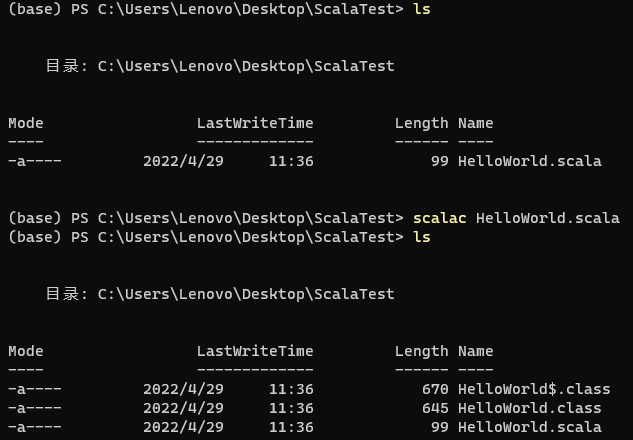 (base) PS C:\Users\Lenovo\Desktop\ScalaTest> ls
目录: C:\Users\Lenovo\Desktop\ScalaTest
Mode                 LastWriteTime         Length Name
----                 -------------         ------ ----
-a----         2022/4/29     11:36             99 HelloWorld.scala
(base) PS C:\Users\Lenovo\Desktop\ScalaTest> scalac HelloWorld.scala
(base) PS C:\Users\Lenovo\Desktop\ScalaTest> ls
目录: C:\Users\Lenovo\Desktop\ScalaTest
Mode                 LastWriteTime         Length Name
----                 -------------         ------ ----
-a----         2022/4/29     11:36            670 HelloWorld$.class
-a----         2022/4/29     11:36            645 HelloWorld.class
-a----         2022/4/29     11:36             99 HelloWorld.scala